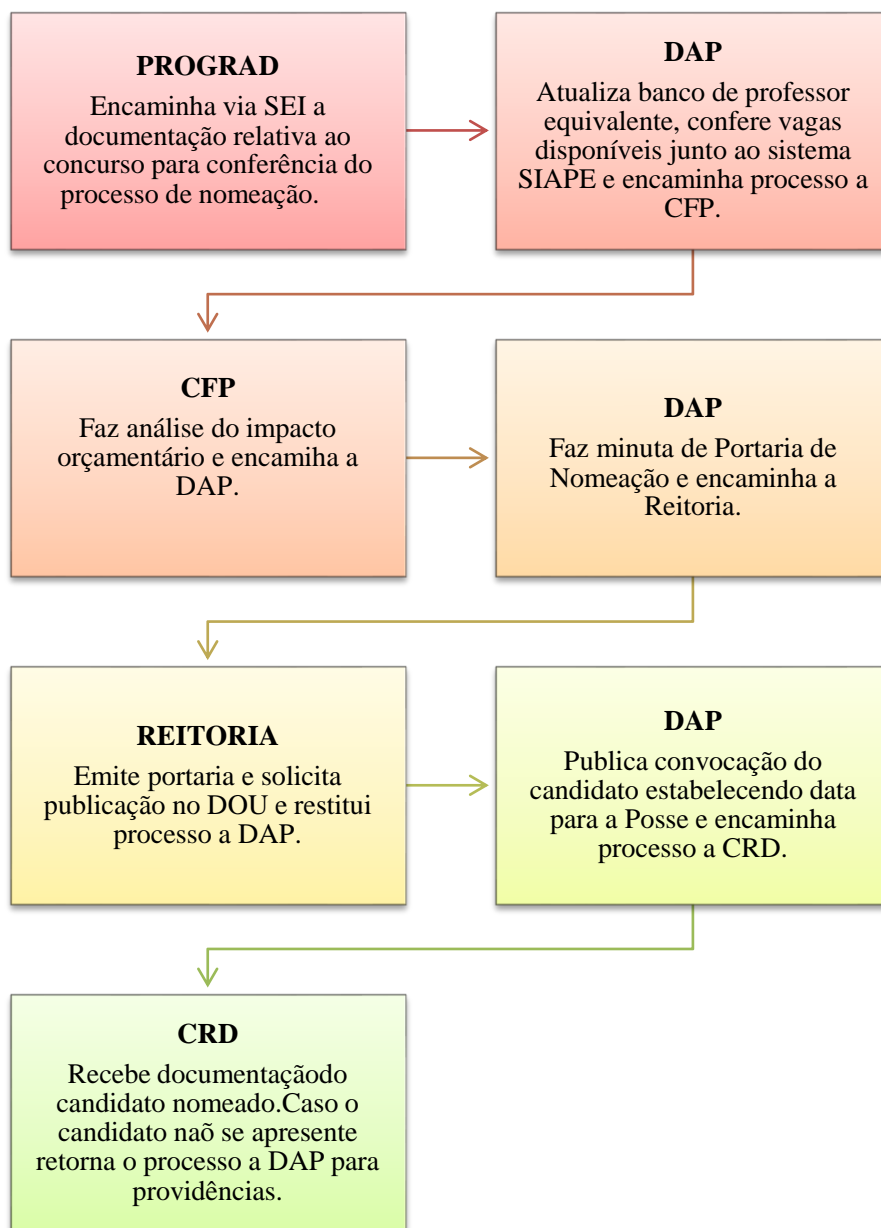 PROGRAD
Encaminha via SEI a
documentação relativa ao
concurso para conferência do
processo de nomeação.
DAP
Atualiza banco de professor
equivalente, confere vagas
disponíveis junto ao sistema
SIAPE e encaminha processo a
CFP.
CFP
Faz análise do impacto
orçamentário e encamiha a
DAP.
DAP
Faz minuta de Portaria de
Nomeação e encaminha a
Reitoria.
REITORIA
Emite portaria e solicita
publicação no DOU e restitui
processo a DAP.
DAP
Publica convocação do
candidato estabelecendo data
para a Posse e encaminha
processo a CRD.
CRD
Recebe documentaçãodo
candidato nomeado.Caso o
candidato naõ se apresente
retorna o processo a DAP para
providências.